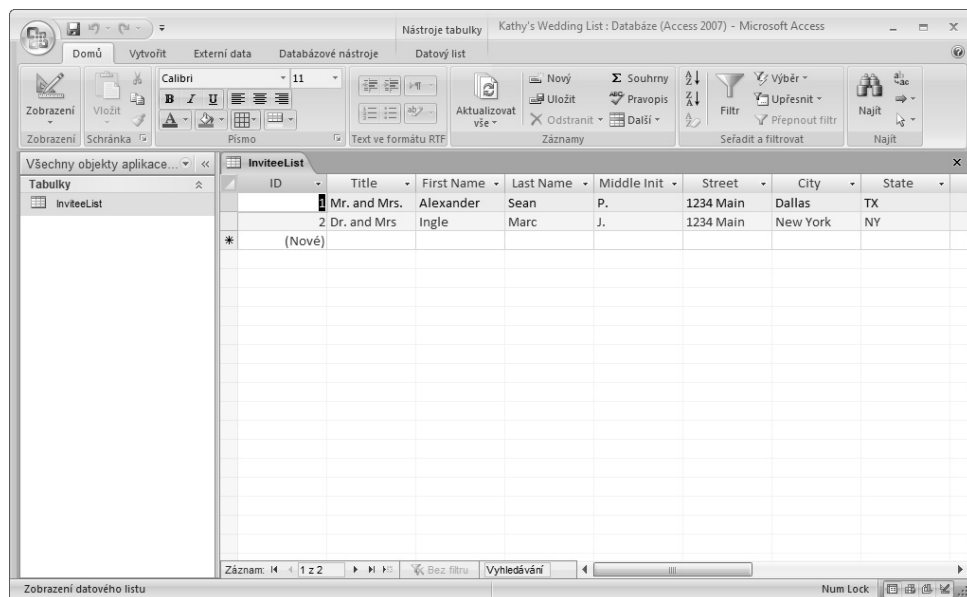 Nástroje tabulky Kathy's Wedding List : Databáze (Access 2007) - Microsoft Access
Domů Vytvořit Externí data Databázové nástroje Datový list
Zobrazení
Vložit
Calibri 11
B I U
A
Aktualizovat vše
Nový
Uložit
Odstranit
Σ Souhrny
Pravopis
Další
Filtr
Výběr
Upřesnit
Přepnout filtr
Najít
Zobrazení Schránka Písmo Text ve formátu RTF Záznamy Seřadit a filtrovat Najít
Všechny objekty aplikace... «
Tabulky
InviteeList
InviteeList
ID Title First Name Last Name Middle Init Street City State
1 Mr. and Mrs. Alexander Sean P. 1234 Main Dallas TX
2 Dr. and Mrs Ingle Marc J. 1234 Main New York NY
(Nové)
Záznam: 1 z 2 Bez filtru Vyhledávání
Zobrazení datového listu Num Lock